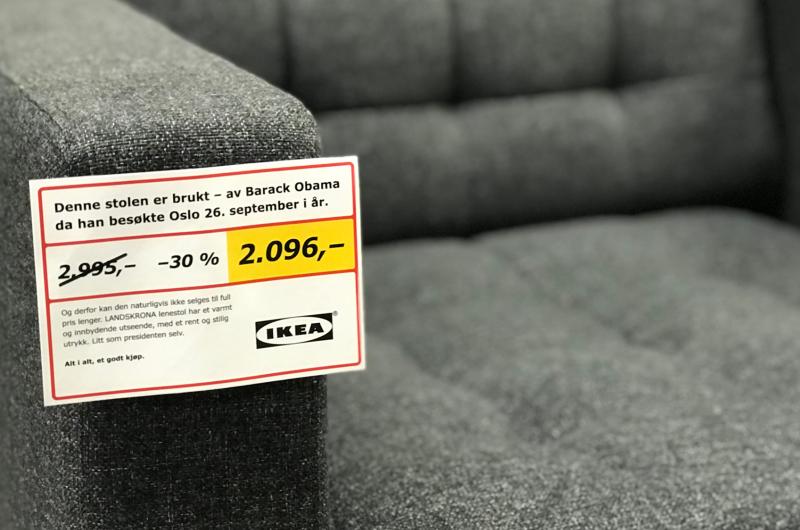 Denne stolen er brukt – av Barack Obama
da han besøkte Oslo 26. september i år.
2.995,– –30 % 2.096,–
Og derfor kan den naturligvis ikke selges til full
pris lenger. LANDSKRONA lenestol har et varmt
og innbydende utseende, med et rent og stilig
utrykk. Litt som presidenten selv.
Alt i alt, et godt kjøp.
IKEA®